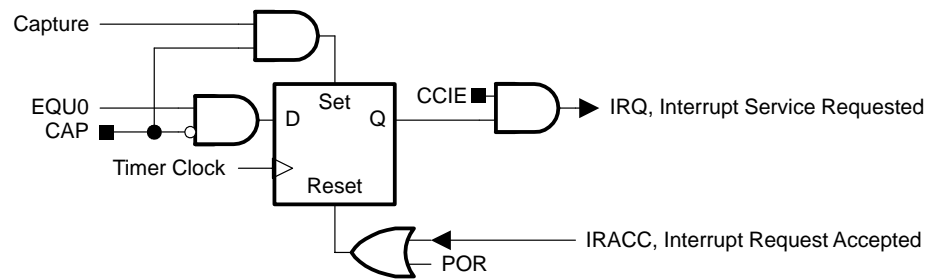 Capture
EQU0
CAP
Timer Clock
Set
D
Q
Reset
CCIE
IRQ, Interrupt Service Requested
IRACC, Interrupt Request Accepted
POR